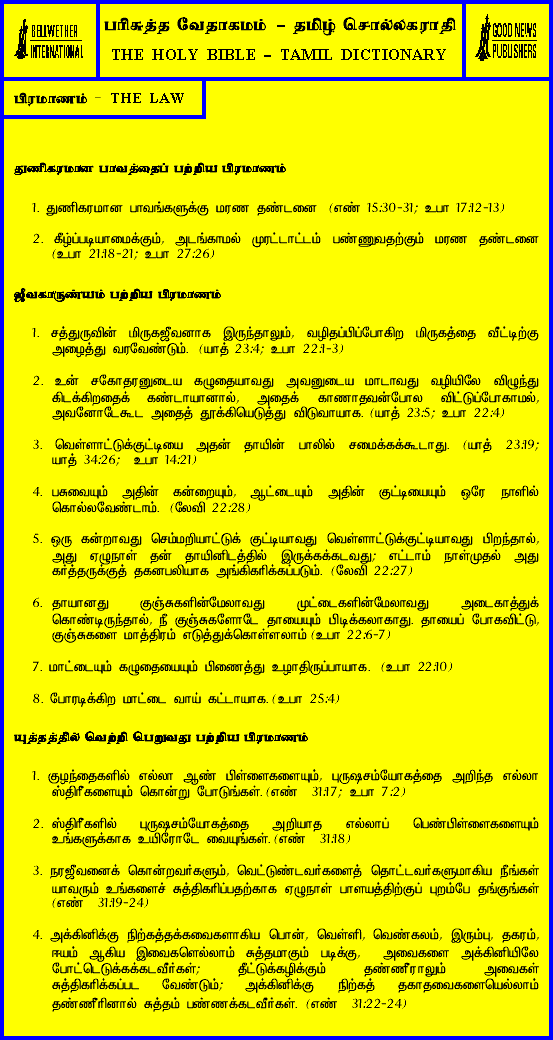 BELLWETHER
INTERNATIONAL
பரிசுத்த வேதாகமம் – தமிழ் சொல்லகராதி
THE HOLY BIBLE – TAMIL DICTIONARY
GOOD NEWS
PUBLISHERS
பிரமாணம் – THE LAW
துணிகரமான பாவத்தைப் பற்றிய பிரமாணம்
1. துணிகரமான பாவங்களுக்கு மரண தண்டனை (எண் 15:30-31; உபா 17:12-13)
2. கீழ்ப்படியாமைக்கும், அடங்காமல் முரட்டாட்டம் பண்ணுவதற்கும் மரண தண்டனை
(உபா 21:18-21; உபா 27:26)
ஜீவகாருண்யம் பற்றிய பிரமாணம்
1. சத்துருவின் மிருகஜீவனாக இருந்தாலும், வழிதப்பிப்போகிற மிருகத்தை வீட்டிற்கு
அழைத்து வரவேண்டும். (யாத் 23:4; உபா 22:1-3)
2. உன் சகோதரனுடைய கழுதையாவது அவனுடைய மாடாவது வழியிலே விழுந்து
கிடக்கிறதைக் கண்டாயானால், அதைக் காணாதவன்போல விட்டுப்போகாமல்,
அவனோடேகூட அதைத் தூக்கியெடுத்து விடுவாயாக. (யாத் 23:5; உபா 22:4)
3. வெள்ளாட்டுக்குட்டியை அதன் தாயின் பாலில் சமைக்கக்கூடாது. (யாத் 23:19;
யாத் 34:26; உபா 14:21)
4. பசுவையும் அதின் கன்றையும், ஆட்டையும் அதின் குட்டியையும் ஒரே நாளில்
கொல்லவேண்டாம். (லேவி 22:28)
5. ஒரு கன்றாவது செம்மறியாட்டுக் குட்டியாவது வெள்ளாட்டுக்குட்டியாவது பிறந்தால்,
அது ஏழுநாள் தன் தாயினிடத்தில் இருக்கக்கடவது; எட்டாம் நாள்முதல் அது
கர்த்தருக்குத் தகனபலியாக அங்கிகரிக்கப்படும். (லேவி 22:27)
6. தாயானது குஞ்சுகளின்மேலாவது முட்டைகளின்மேலாவது அடைகாத்துக்
கொண்டிருந்தால், நீ குஞ்சுகளோடே தாயையும் பிடிக்கலாகாது. தாயைப் போகவிட்டு,
குஞ்சுகளை மாத்திரம் எடுத்துக்கொள்ளலாம் (உபா 22:6-7)
7. மாட்டையும் கழுதையையும் பிணைத்து உழாதிருப்பாயாக. (உபா 22:10)
8. போரடிக்கிற மாட்டை வாய் கட்டாயாக. (உபா 25:4)
யுத்தத்தில் வெற்றி பெறுவது பற்றிய பிரமாணம்
1. குழந்தைகளில் எல்லா ஆண் பிள்ளைகளையும், புருஷசம்யோகத்தை அறிந்த எல்லா
ஸ்திரீகளையும் கொன்று போடுங்கள். (எண் 31:17; உபா 7:2)
2. ஸ்திரீகளில் புருஷசம்யோகத்தை அறியாத எல்லாப் பெண்பிள்ளைகளையும்
உங்களுக்காக உயிரோடே வையுங்கள். (எண் 31:18)
3. நரஜீவனைக் கொன்றவர்களும், வெட்டுண்டவர்களைத் தொட்டவர்களுமாகிய நீங்கள்
யாவரும் உங்களைச் சுத்திகரிப்பதற்காக ஏழுநாள் பாளயத்திற்குப் புறம்பே தங்குங்கள்
(எண் 31:19-24)
4. அக்கினிக்கு நிற்கத்தக்கவைகளாகிய பொன், வெள்ளி, வெண்கலம், இரும்பு, தகரம்,
ஈயம் ஆகிய இவைகளெல்லாம் சுத்தமாகும் படிக்கு, அவைகளை அக்கினியிலே
போட்டெடுக்கக்கடவீர்கள்; தீட்டுக்கழிக்கும் தண்ணீராலும் அவைகள்
சுத்திகரிக்கப்பட வேண்டும்; அக்கினிக்கு நிற்கத் தகாதவைகளையெல்லாம்
தண்ணீரினால் சுத்தம் பண்ணக்கடவீர்கள். (எண் 31:22-24)